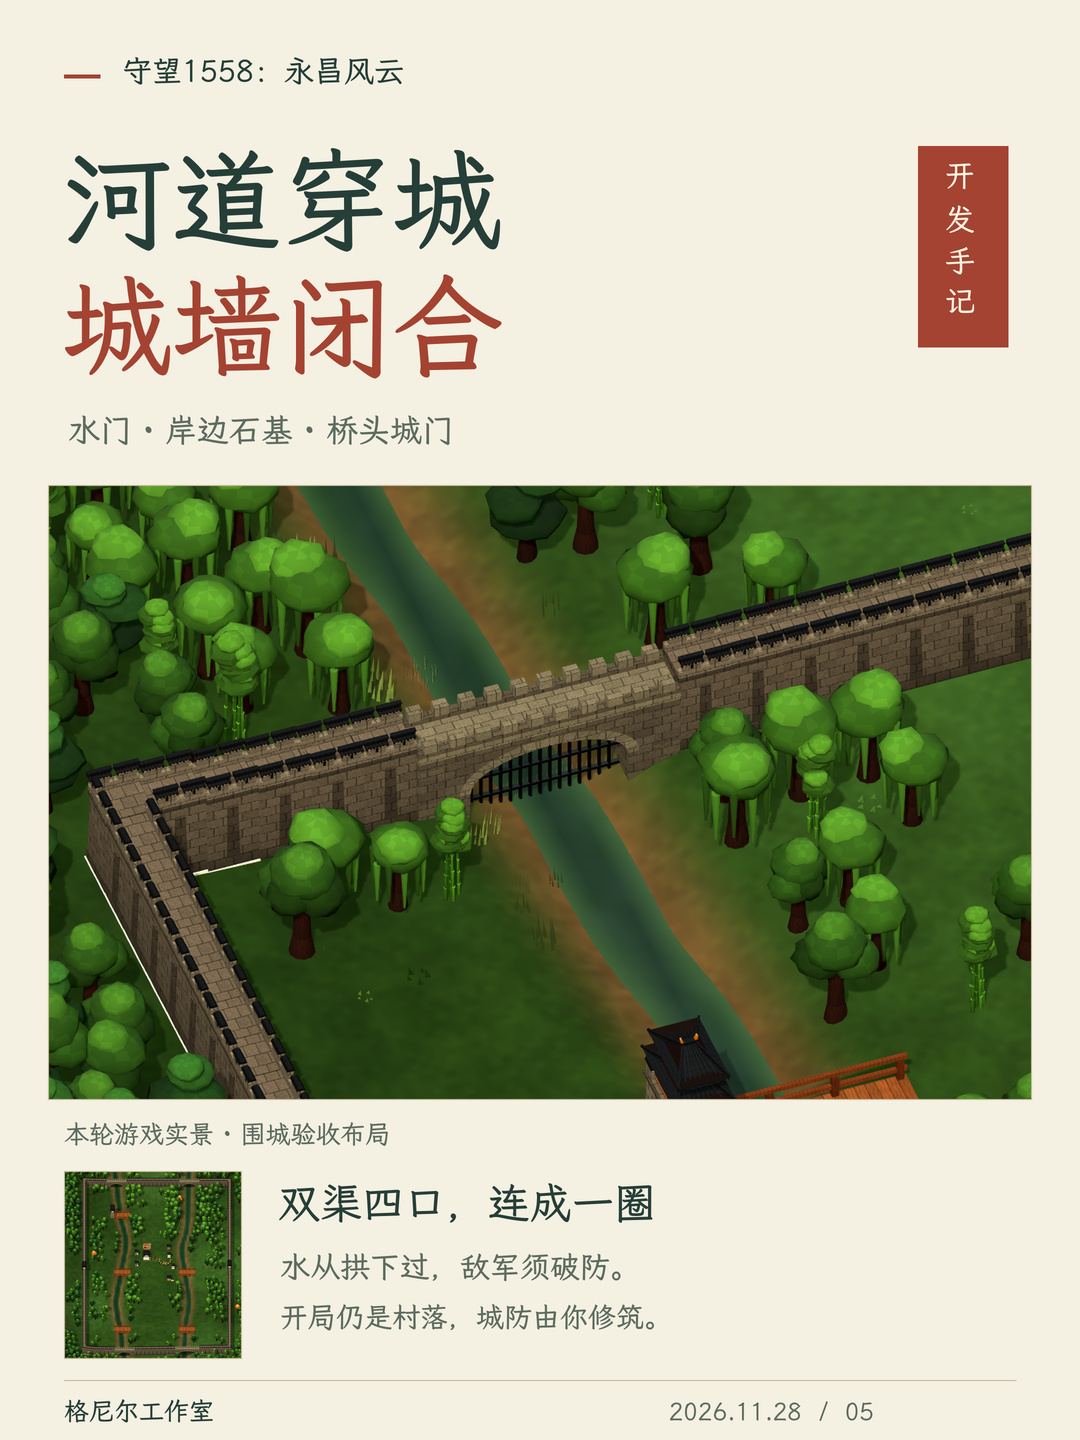 守望1558：永昌风云
河道穿城
城墙闭合
开发手记
水门·岸边石基·桥头城门
本轮游戏实景·围城验收布局
双渠四口，连成一圈
水从拱下过，敌军须破防。
开局仍是村落，城防由你修筑。
格尼尔工作室
2026.11.28 / 05